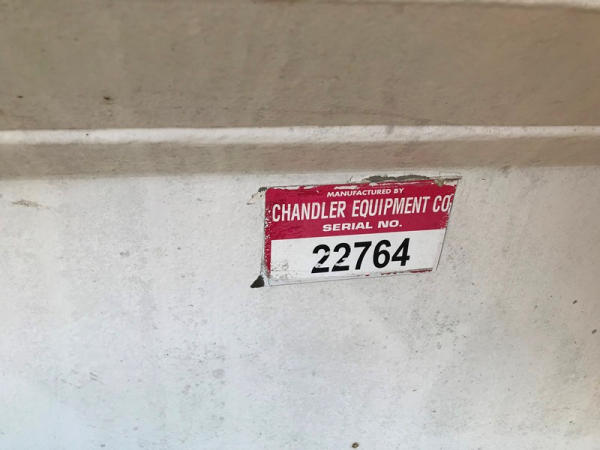 MANUFACTURED BY
CHANDLER EQUIPMENT CO
SERIAL NO.
22764